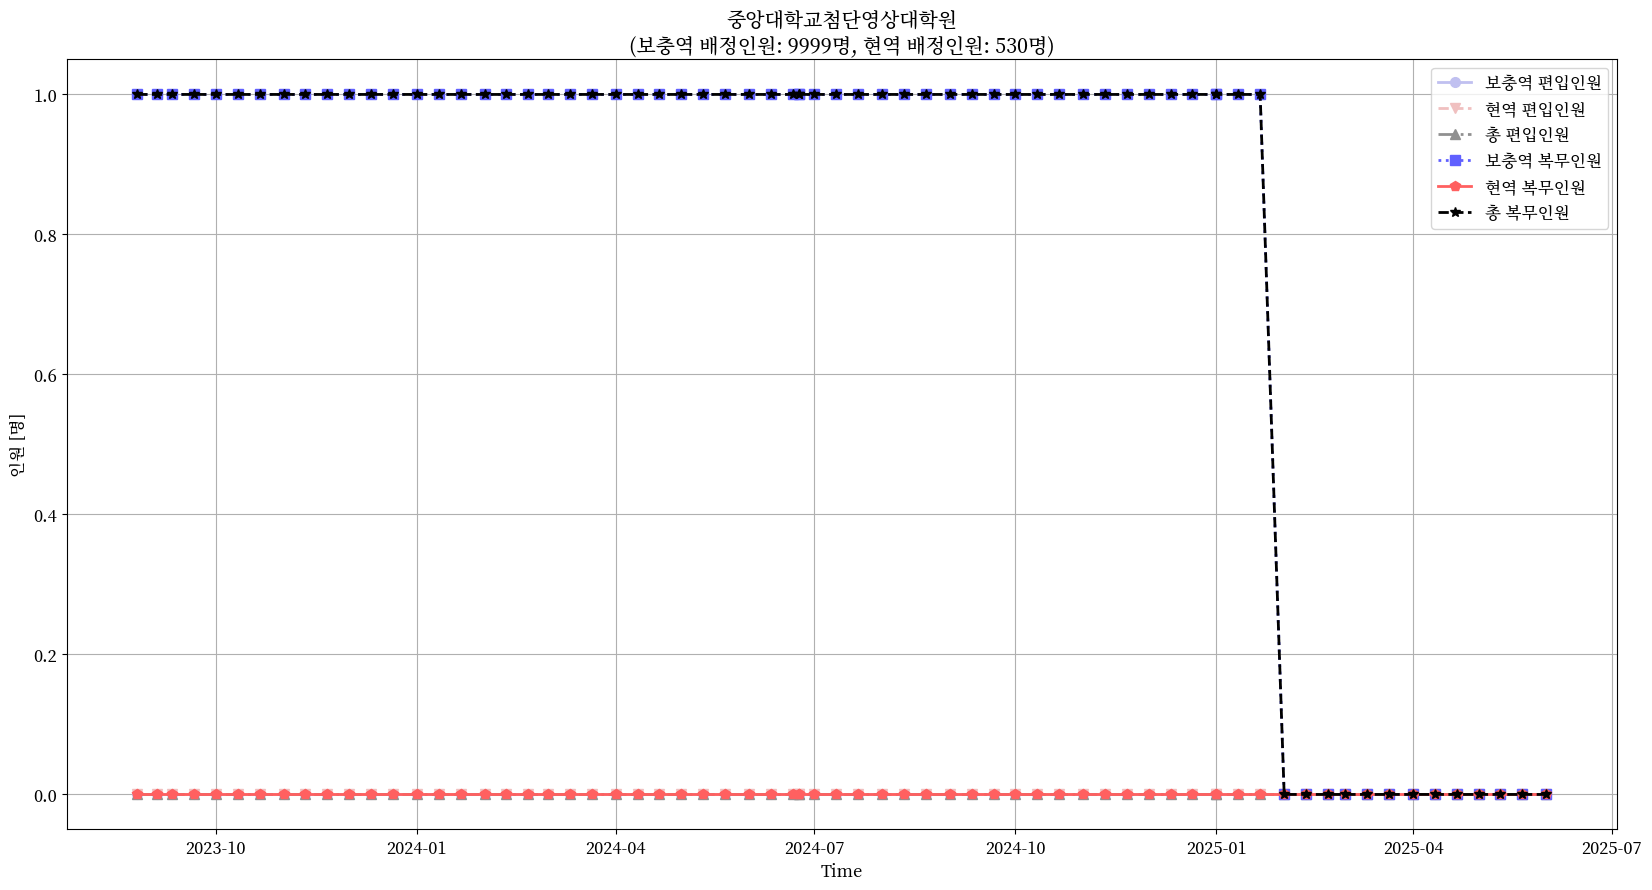 중앙대학교첨단영상대학원
(보충역 배정인원: 9999명, 현역 배정인원: 530명)
보충역 편입인원
현역 편입인원
총 편입인원
보충역 복무인원
현역 복무인원
총 복무인원
인원 [명]
1.0
0.8
0.6
0.4
0.2
0.0
2023-10
2024-01
2024-04
2024-07
2024-10
2025-01
2025-04
2025-07
Time